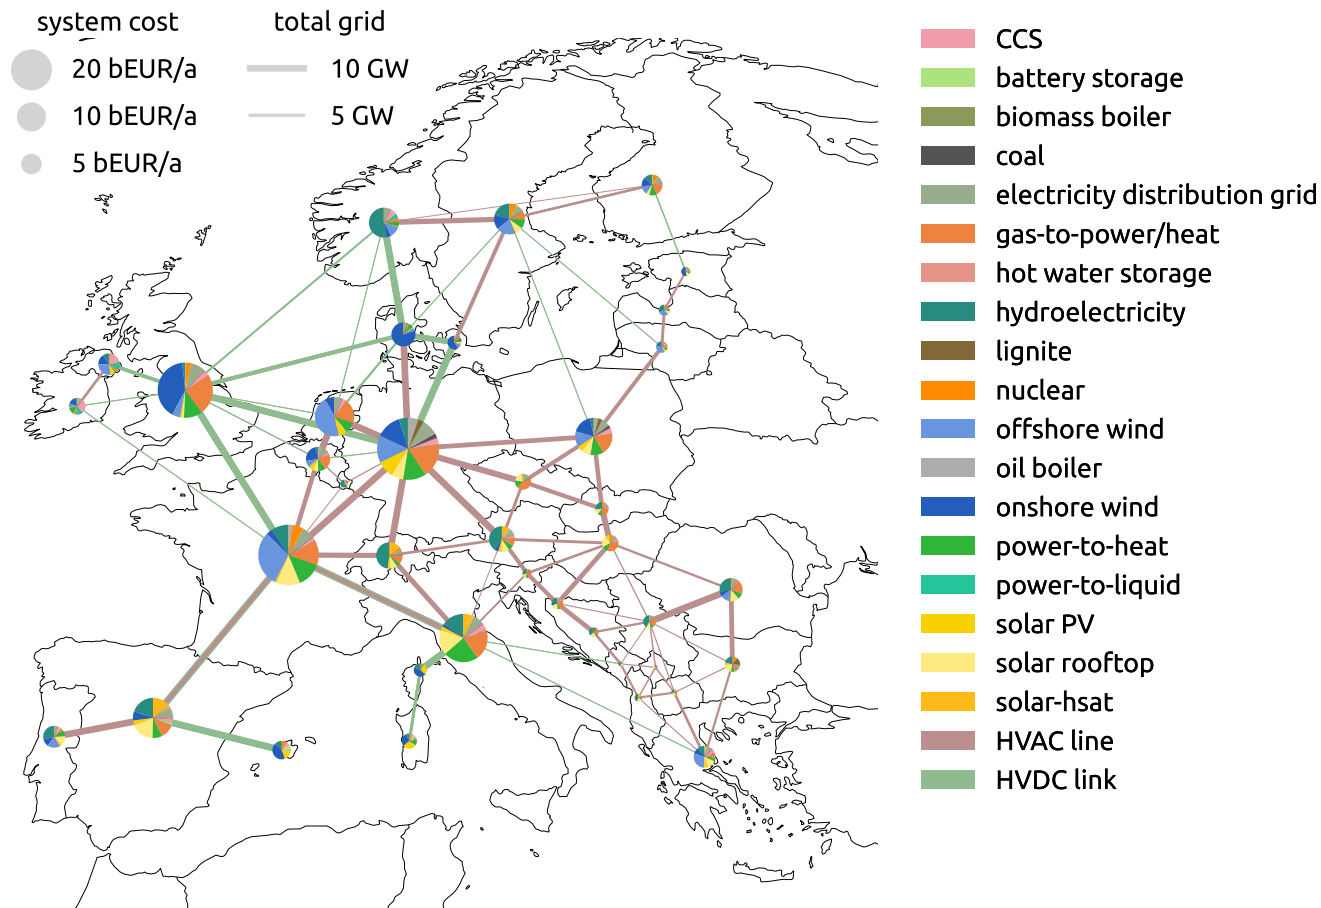 system cost
total grid
20 bEUR/a
10 GW
10 bEUR/a
5 GW
5 bEUR/a
CCS
battery storage
biomass boiler
coal
electricity distribution grid
gas-to-power/heat
hot water storage
hydroelectricity
lignite
nuclear
offshore wind
oil boiler
onshore wind
power-to-heat
power-to-liquid
solar PV
solar rooftop
solar-hsat
HVAC line
HVDC link